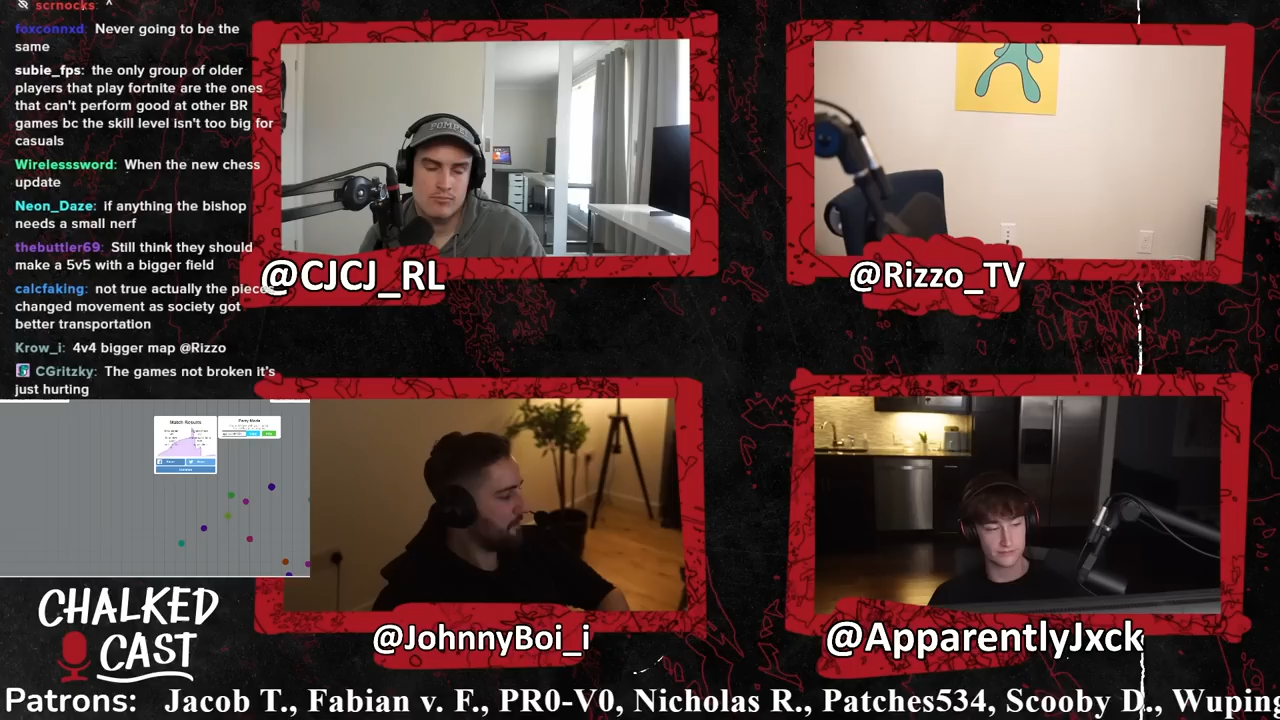 scrnocks: ^
foxconnxd: Never going to be the
same
subie_fps: the only group of older
players that play fortnite are the ones
that can't perform good at other BR
games bc the skill level isn't too big for
casuals
Wirelesssword: When the new chess
update
Neon_Daze: if anything the bishop
needs a small nerf
thebuttler69: Still think they should
make a 5v5 with a bigger field
calcfaking: not true actually the pieces
changed movement as society got
better transportation
Krow_i: 4v4 bigger map @Rizzo
CGritzky: The games not broken it's
just hurting
@CJCJ_RL
@Rizzo_TV
Match Results
Party Mode
CHALKED
CAST
@JohnnyBoi_i
@ApparentlyJxck
Patrons: Jacob T., Fabian v. F., PR0-V0, Nicholas R., Patches534, Scooby D., Wuping